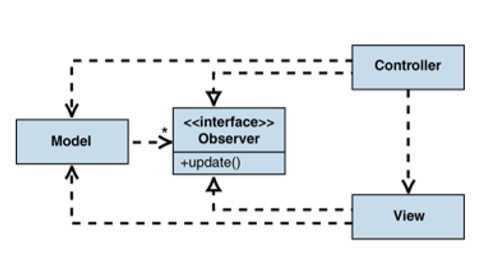 Controller
<<interface>>
Observer
*
Model
+update()
View